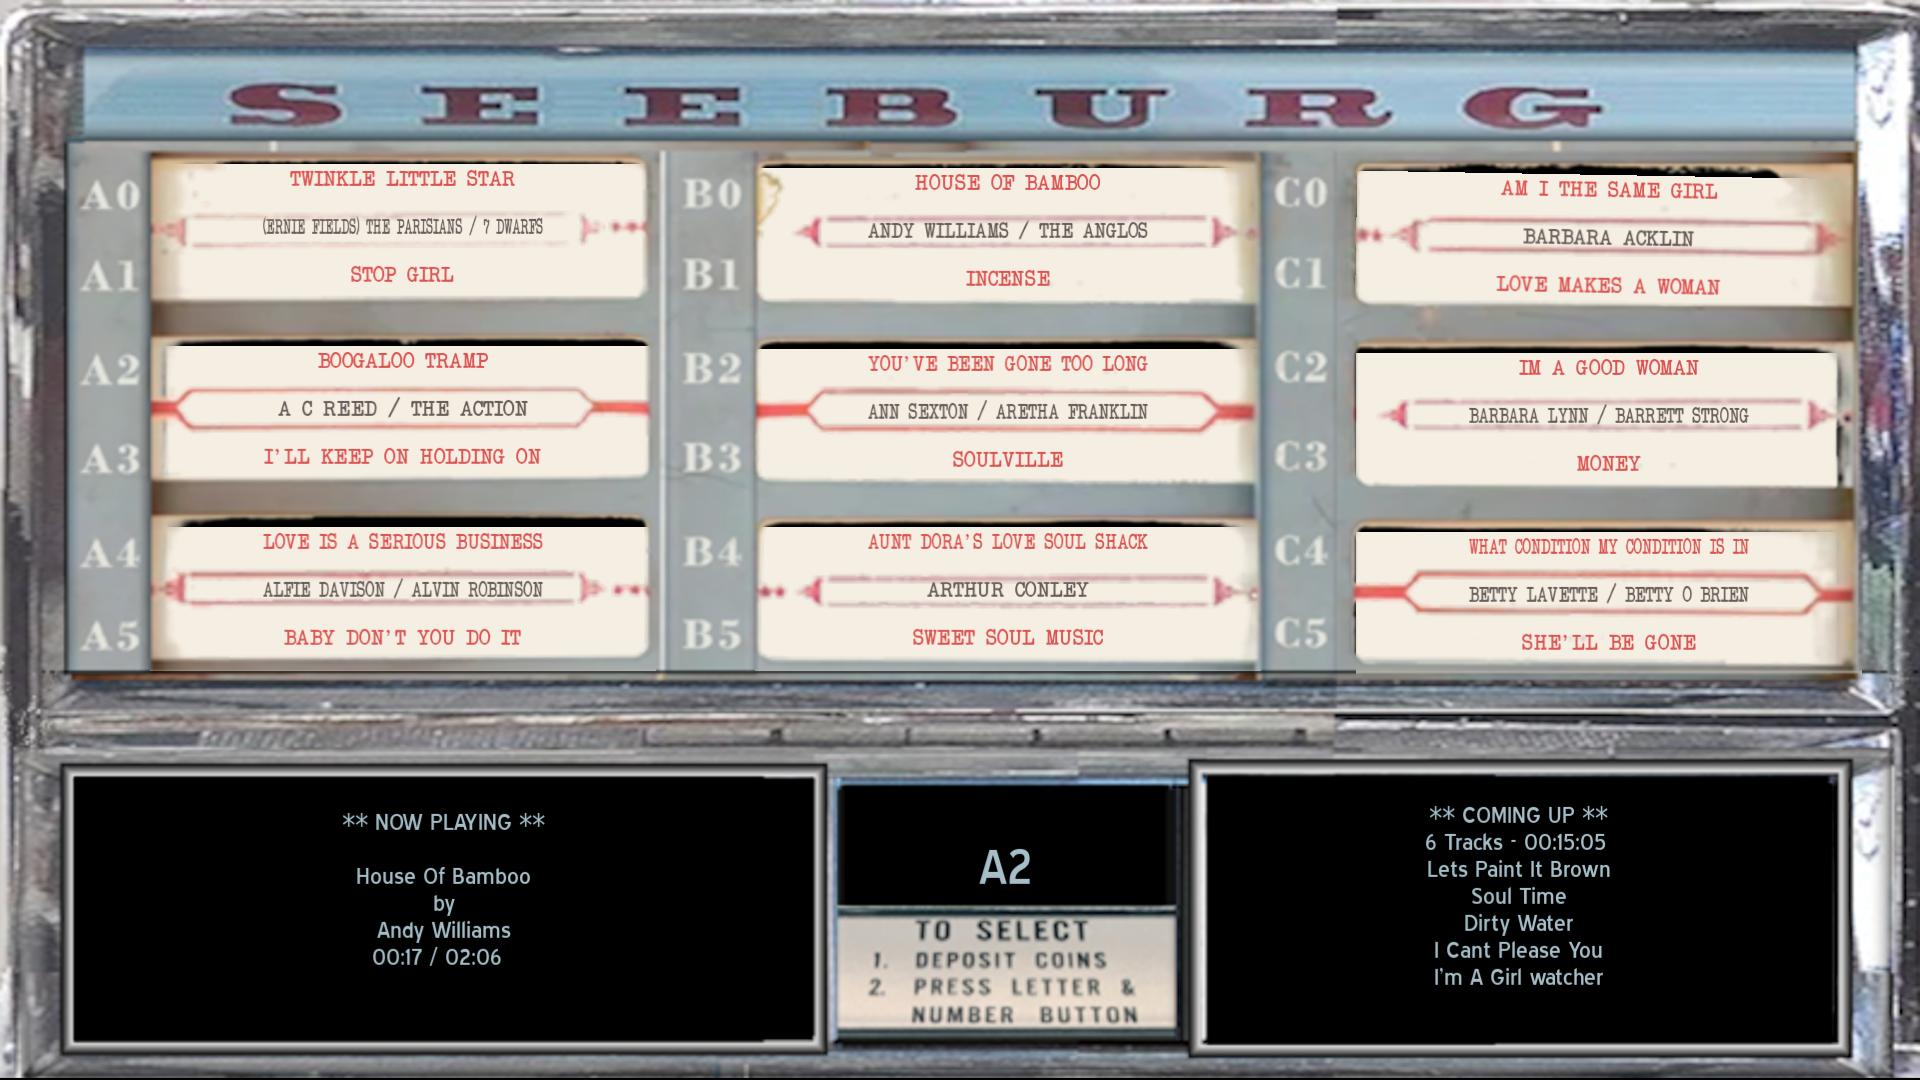 SEEBURG
A0
TWINKLE LITTLE STAR
(ERNIE FIELDS) THE PARISIANS / 7 DWARFS
A1
STOP GIRL
B0
HOUSE OF BAMBOO
ANDY WILLIAMS / THE ANGLOS
B1
INCENSE
C0
AM I THE SAME GIRL
BARBARA ACKLIN
C1
LOVE MAKES A WOMAN
A2
BOOGALOO TRAMP
A C REED / THE ACTION
A3
I'LL KEEP ON HOLDING ON
B2
YOU'VE BEEN GONE TOO LONG
ANN SEXTON / ARETHA FRANKLIN
B3
SOULVILLE
C2
IM A GOOD WOMAN
BARBARA LYNN / BARRETT STRONG
C3
MONEY
A4
LOVE IS A SERIOUS BUSINESS
ALFIE DAVISON / ALVIN ROBINSON
A5
BABY DON'T YOU DO IT
B4
AUNT DORA'S LOVE SOUL SHACK
ARTHUR CONLEY
B5
SWEET SOUL MUSIC
C4
WHAT CONDITION MY CONDITION IS IN
BETTY LAVETTE / BETTY O BRIEN
C5
SHE'LL BE GONE
** NOW PLAYING **
House Of Bamboo
by
Andy Williams
00:17 / 02:06
A2
TO SELECT
1. DEPOSIT COINS
2. PRESS LETTER &
NUMBER BUTTON
** COMING UP **
6 Tracks - 00:15:05
Lets Paint It Brown
Soul Time
Dirty Water
I Cant Please You
I'm A Girl watcher